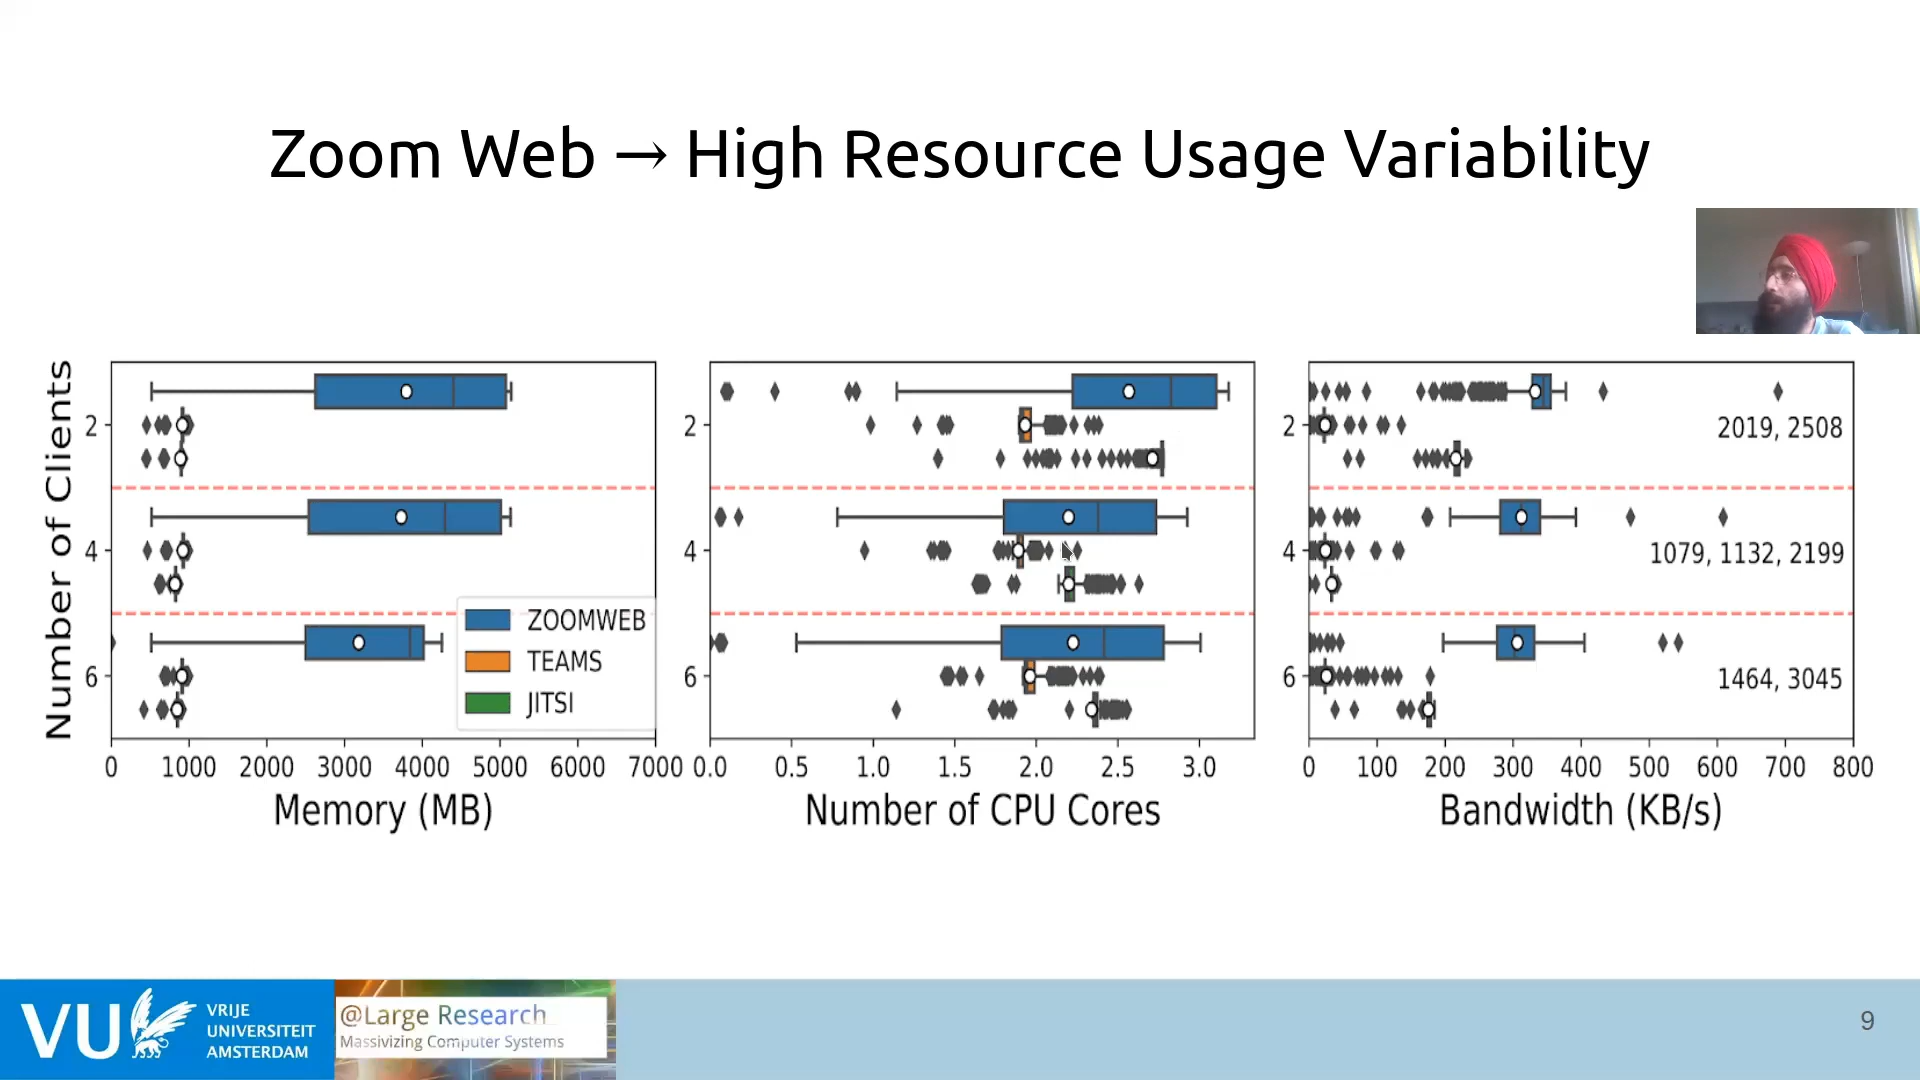 Zoom Web → High Resource Usage Variability
Number of Clients
2
4
6
ZOOMWEB
TEAMS
JITSI
0 1000 2000 3000 4000 5000 6000 7000
Memory (MB)
2
4
6
0.0 0.5 1.0 1.5 2.0 2.5 3.0
Number of CPU Cores
2
4
6
2019, 2508
1079, 1132, 2199
1464, 3045
0 100 200 300 400 500 600 700 800
Bandwidth (KB/s)
VU
VRIJE
UNIVERSITEIT
AMSTERDAM
@Large Research
Massivizing Computer Systems
9